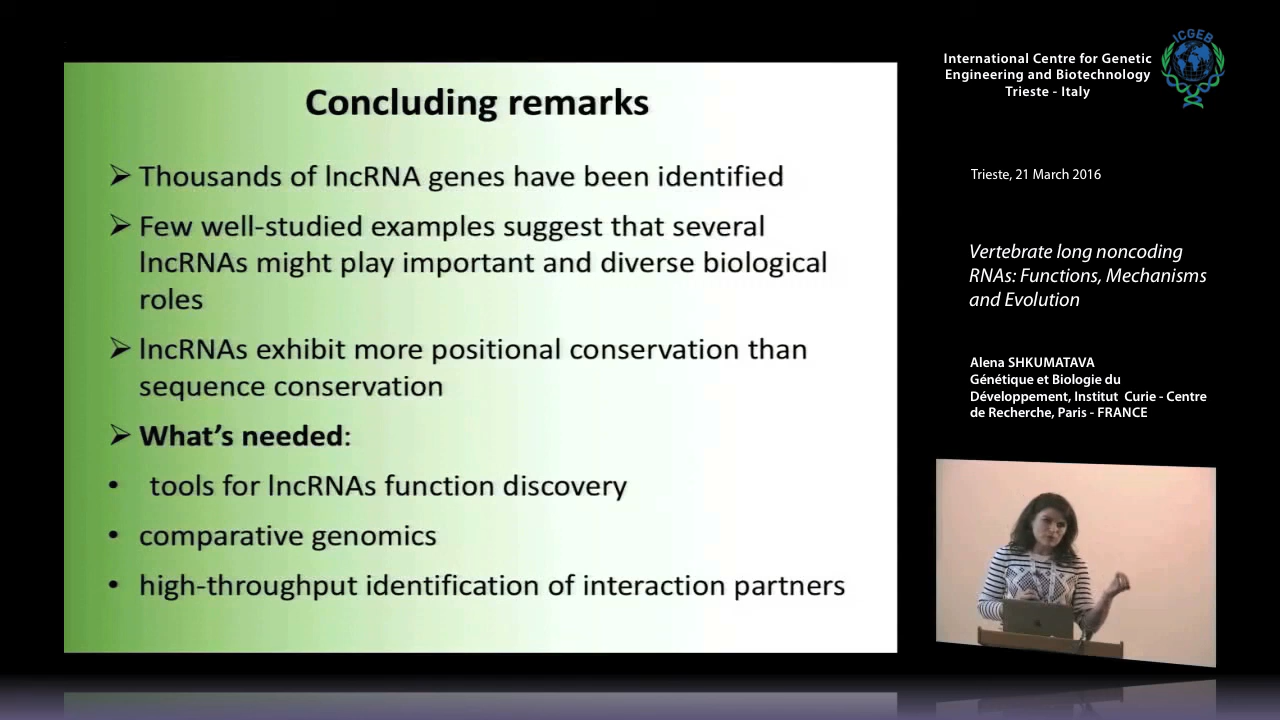 Concluding remarks
➢ Thousands of lncRNA genes have been identified
➢ Few well-studied examples suggest that several
lncRNAs might play important and diverse biological
roles
➢ lncRNAs exhibit more positional conservation than
sequence conservation
➢ What's needed:
• tools for lncRNAs function discovery
• comparative genomics
• high-throughput identification of interaction partners
International Centre for Genetic
Engineering and Biotechnology
Trieste - Italy
ICGEB
Trieste, 21 March 2016
Vertebrate long noncoding
RNAs: Functions, Mechanisms
and Evolution
Alena SHKUMATAVA
Génétique et Biologie du
Développement, Institut Curie - Centre
de Recherche, Paris - FRANCE